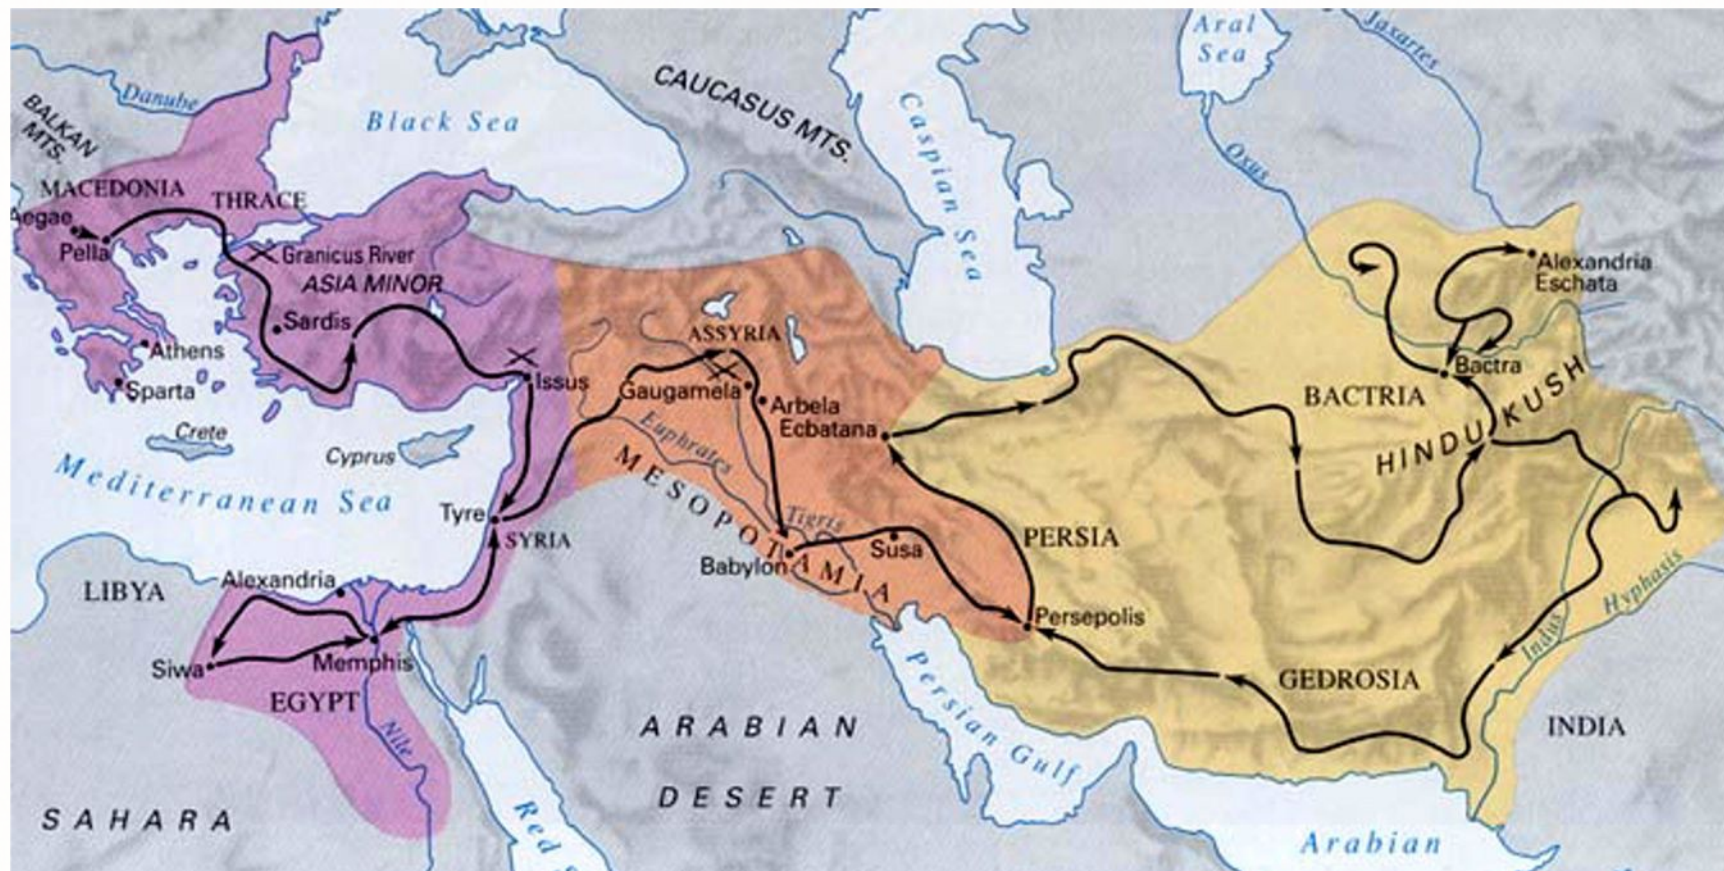 Aral
Sea
Jaxartes
Danube
CAUCASUS MTS.
BALKAN
MTS.
Black Sea
Caspian Sea
Oxus
MACEDONIA
THRACE
Aegae
Pella
Granicus River
ASIA MINOR
Alexandria
Eschata
Sardis
ASSYRIA
Athens
Issus
Bactra
Sparta
Gaugamela
Arbela
BACTRIA
Ecbatana
HINDU KUSH
Crete
Cyprus
Euphrates
Mediterranean Sea
MESOPOTAMIA
Tyre
Tigris
SYRIA
PERSIA
Susa
Babylon
LIBYA
Alexandria
Hyphasis
Persepolis
Indus
Siwa
Memphis
EGYPT
GEDROSIA
Nile
ARABIAN
DESERT
Persian Gulf
INDIA
SAHARA
Red S
Arabian